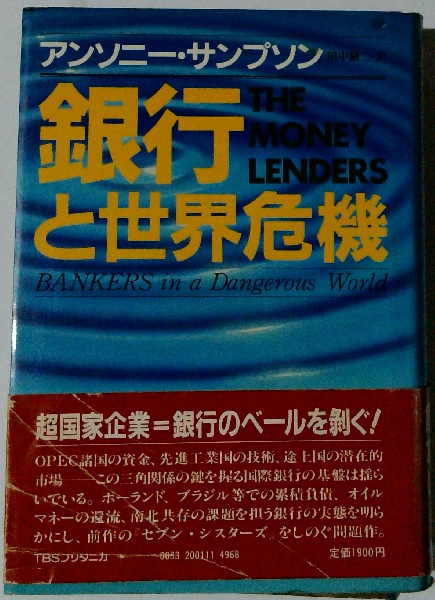 アンソニー・サンプソン 田中融二 訳
THE
MONEY
LENDERS
銀行
と世界危機
BANKERS in a Dangerous World
超国家企業=銀行のベールを剝ぐ!
OPEC諸国の資金、先進工業国の技術、途上国の潜在的
市場──この三角関係の鍵を握る国際銀行の基盤は揺ら
いでいる。ポーランド、ブラジル等での累積負債、オイル
マネーの還流、南北共存の課題を担う銀行の実態を明ら
かにし、前作の『セブン・シスターズ』をしのぐ問題作。
TBSブリタニカ 0033 200111 4968 定価1900円